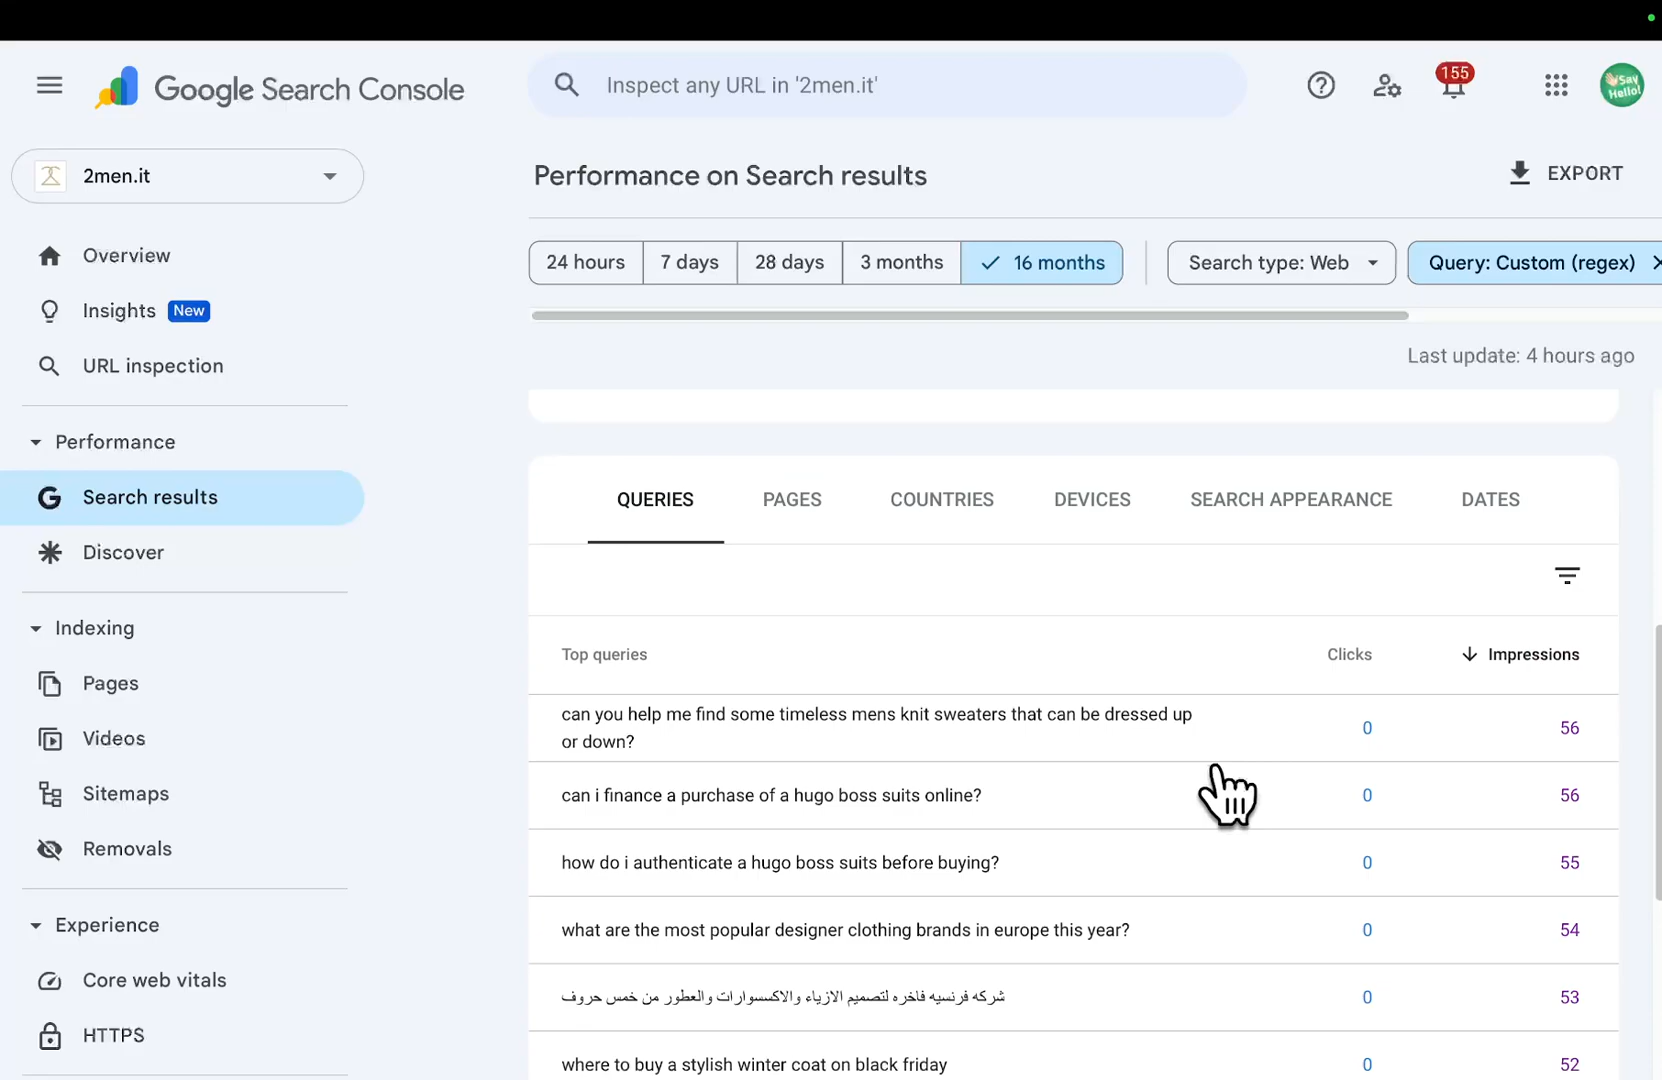 Google Search Console
Inspect any URL in '2men.it'
155
Say
Hello!
2men.it
Performance on Search results
EXPORT
Overview
24 hours
7 days
28 days
3 months
16 months
Search type: Web
Query: Custom (regex)
Insights
New
Last update: 4 hours ago
URL inspection
Performance
Search results
QUERIES
PAGES
COUNTRIES
DEVICES
SEARCH APPEARANCE
DATES
Discover
Indexing
Top queries
Clicks
Impressions
Pages
can you help me find some timeless mens knit sweaters that can be dressed up
or down?
0
56
Videos
can i finance a purchase of a hugo boss suits online?
0
56
Sitemaps
how do i authenticate a hugo boss suits before buying?
0
55
Removals
what are the most popular designer clothing brands in europe this year?
0
54
Experience
Core web vitals
شركه فرنسيه فاخره لتصميم الازياء والاكسسوارات والعطور من خمس حروف
0
53
HTTPS
where to buy a stylish winter coat on black friday
0
52